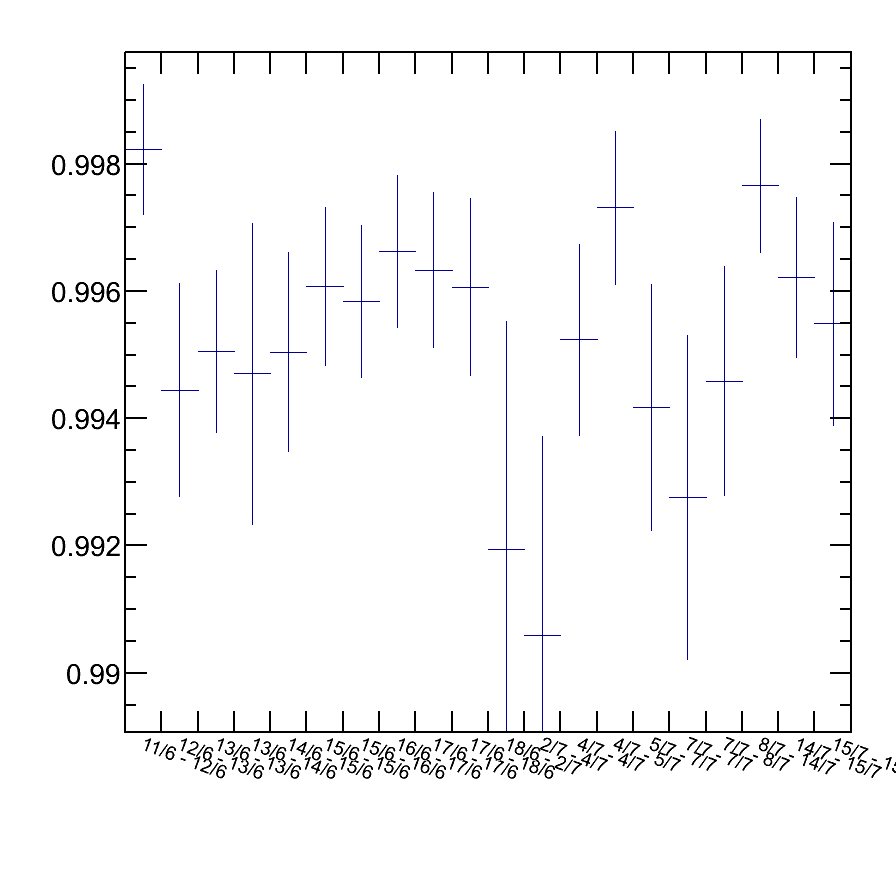 0.998
0.996
0.994
0.992
0.99
11/6 - 12/6
12/6 - 13/6
13/6 - 13/6
13/6 - 14/6
14/6 - 15/6
15/6 - 15/6
15/6 - 16/6
16/6 - 17/6
17/6 - 17/6
17/6 - 18/6
18/6 - 2/7
2/7 - 4/7
4/7 - 4/7
4/7 - 5/7
5/7 - 7/7
7/7 - 7/7
7/7 - 8/7
8/7 - 14/7
14/7 - 15/7
15/7 -